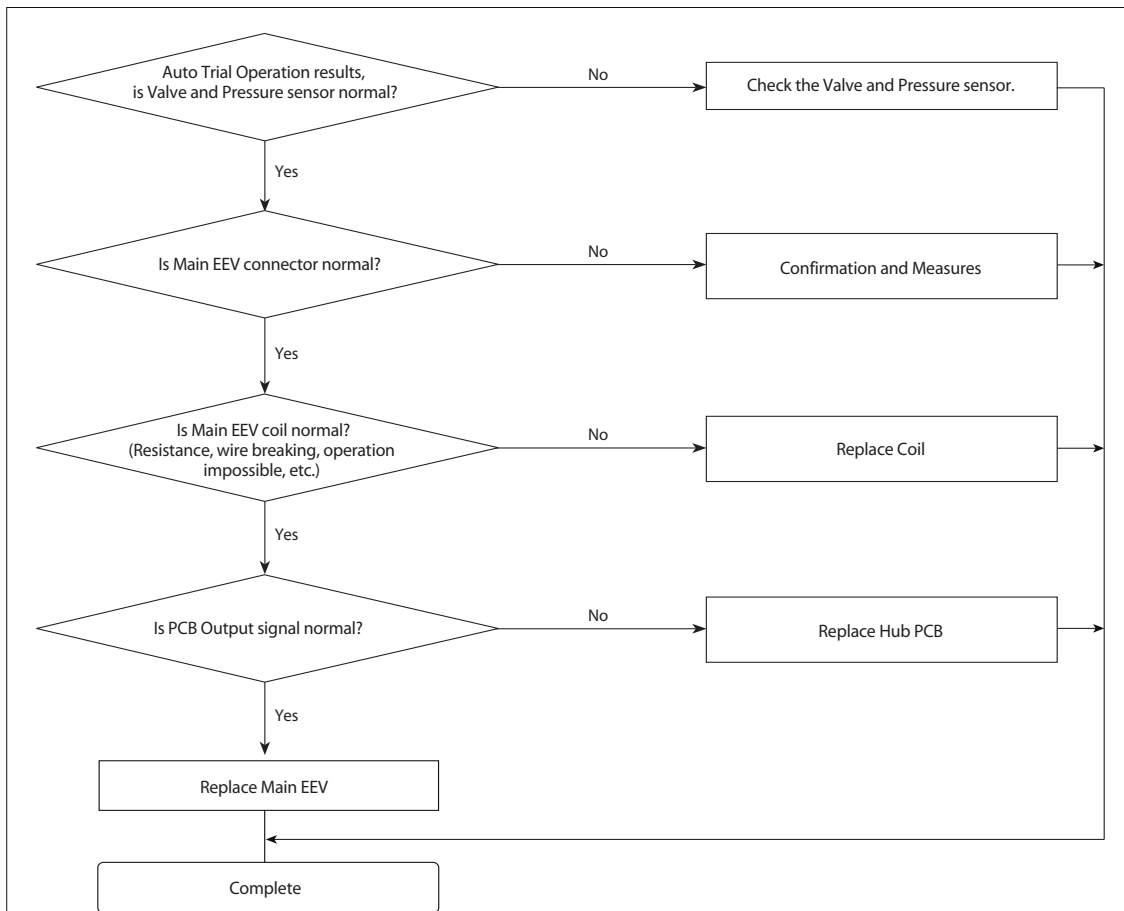 Auto Trial Operation results,
is Valve and Pressure sensor normal?
No
Check the Valve and Pressure sensor.
Yes
Is Main EEV connector normal?
No
Confirmation and Measures
Yes
Is Main EEV coil normal?
(Resistance, wire breaking, operation
impossible, etc.)
No
Replace Coil
Yes
Is PCB Output signal normal?
No
Replace Hub PCB
Yes
Replace Main EEV
Complete